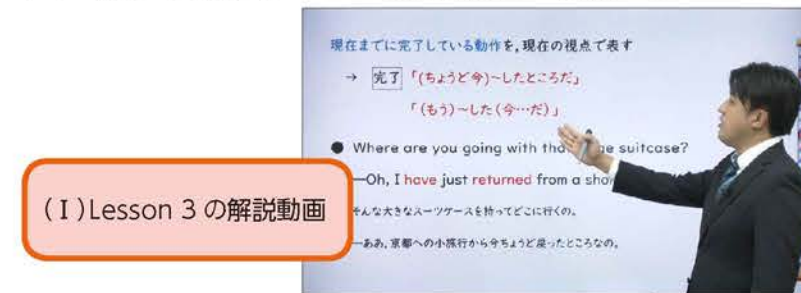 現在までに完了している動作を,現在の視点で表す
→ 完了「(ちょうど今)~したところだ」
「(もう)~した(今…だ)」
● Where are you going with suitcase?
—Oh, I have just returned from a
そんな大きなスーツケースを持ってどこに行くの。
—ああ,京都への小旅行から今ちょうど戻ったところなの。
(Ⅰ)Lesson 3の解説動画